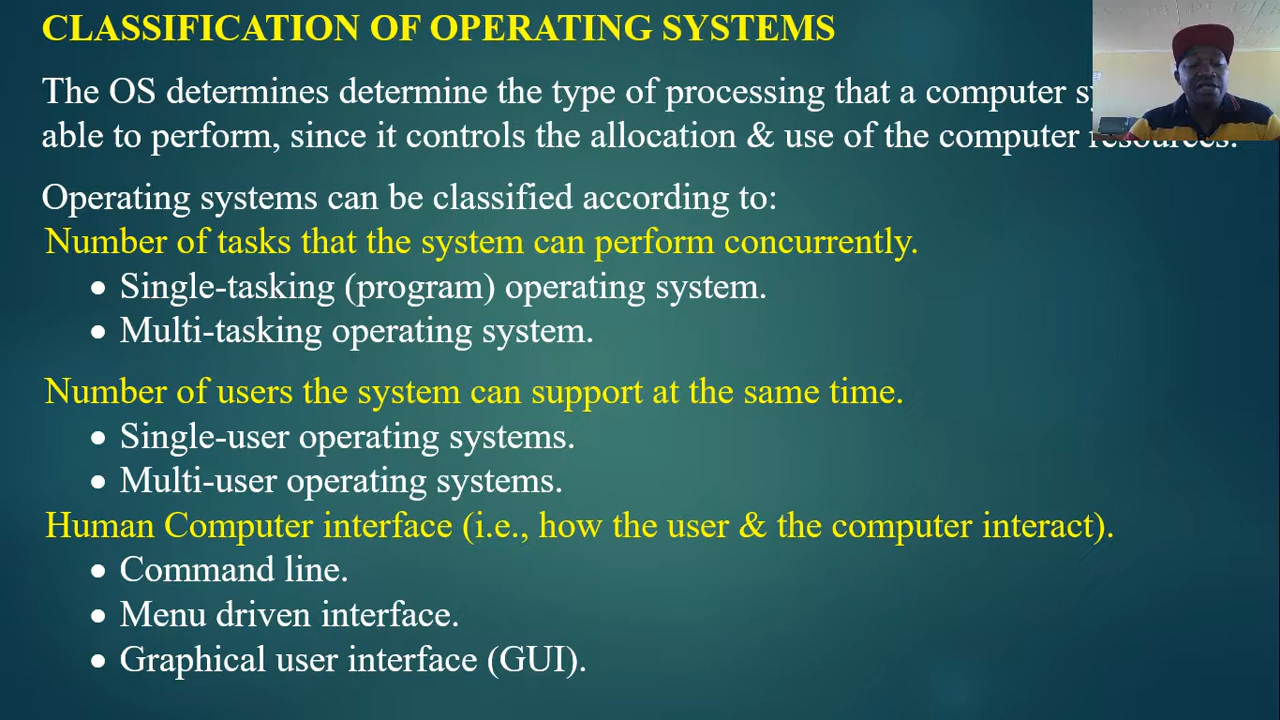 CLASSIFICATION OF OPERATING SYSTEMS
The OS determines determine the type of processing that a computer
able to perform, since it controls the allocation & use of the computer resources.
Operating systems can be classified according to:
Number of tasks that the system can perform concurrently.
• Single-tasking (program) operating system.
• Multi-tasking operating system.
Number of users the system can support at the same time.
• Single-user operating systems.
• Multi-user operating systems.
Human Computer interface (i.e., how the user & the computer interact).
• Command line.
• Menu driven interface.
• Graphical user interface (GUI).